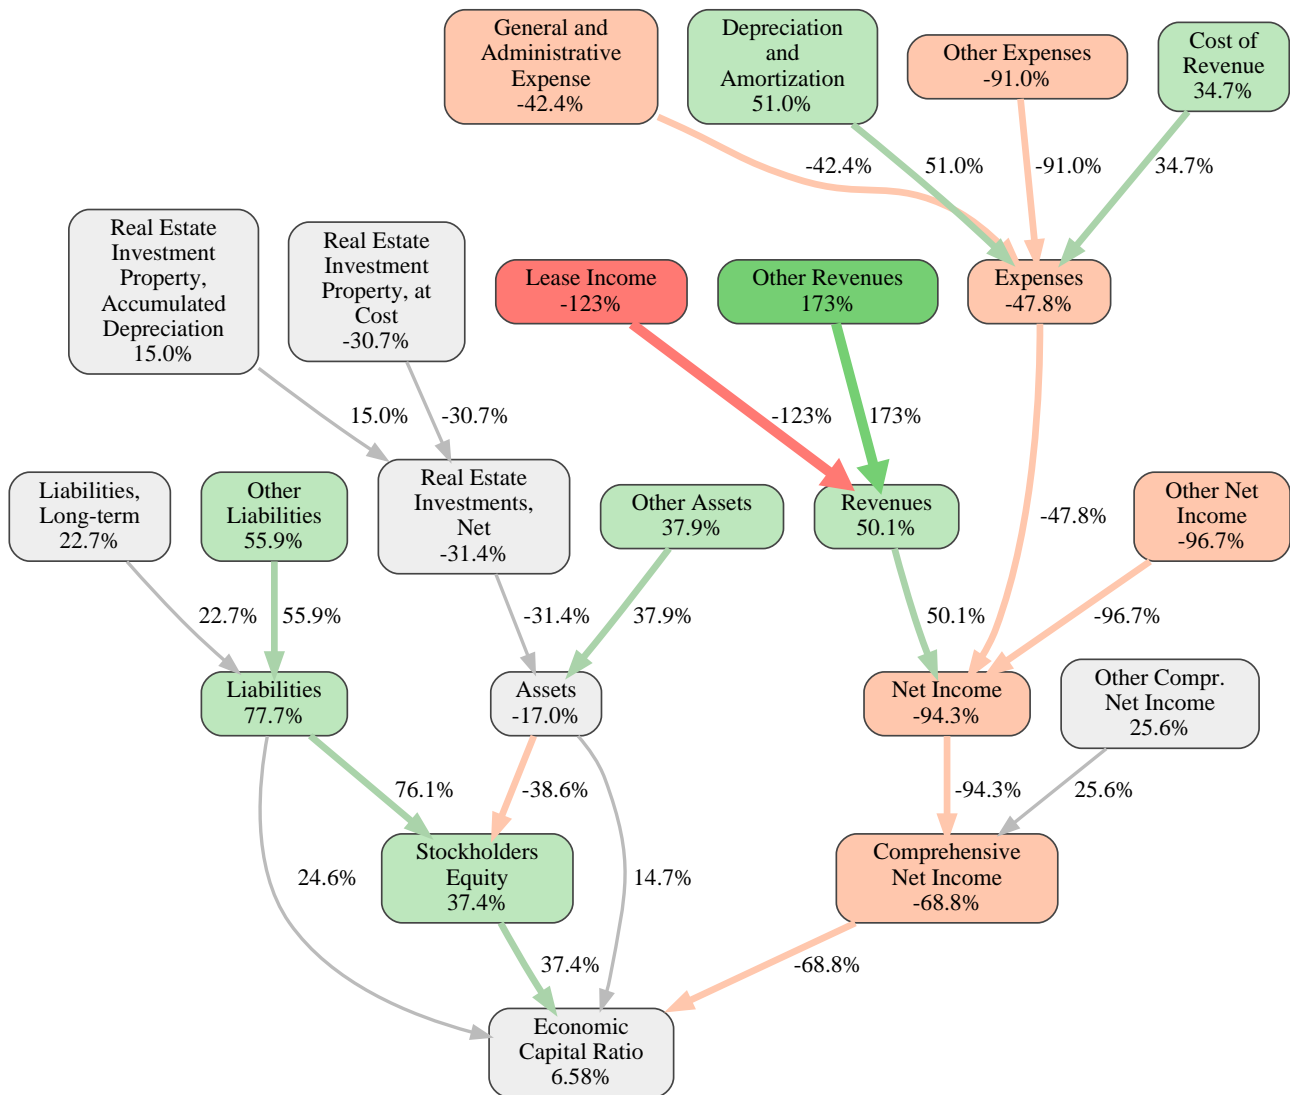 General and
Administrative
Expense
-42.4%
Depreciation
and
Amortization
51.0%
Other Expenses
-91.0%
Cost of
Revenue
34.7%
-42.4%
51.0%
-91.0%
34.7%
Real Estate
Investment
Property,
Accumulated
Depreciation
15.0%
Real Estate
Investment
Property, at
Cost
-30.7%
Lease Income
-123%
Other Revenues
173%
Expenses
-47.8%
15.0%
-30.7%
-123%
173%
Liabilities,
Long-term
22.7%
Other
Liabilities
55.9%
Real Estate
Investments,
Net
-31.4%
Other Assets
37.9%
Revenues
50.1%
-47.8%
Other Net
Income
-96.7%
22.7%
55.9%
-31.4%
37.9%
50.1%
-96.7%
Liabilities
77.7%
Assets
-17.0%
Net Income
-94.3%
Other Compr.
Net Income
25.6%
76.1%
-38.6%
-94.3%
25.6%
24.6%
Stockholders
Equity
37.4%
14.7%
Comprehensive
Net Income
-68.8%
37.4%
-68.8%
Economic
Capital Ratio
6.58%